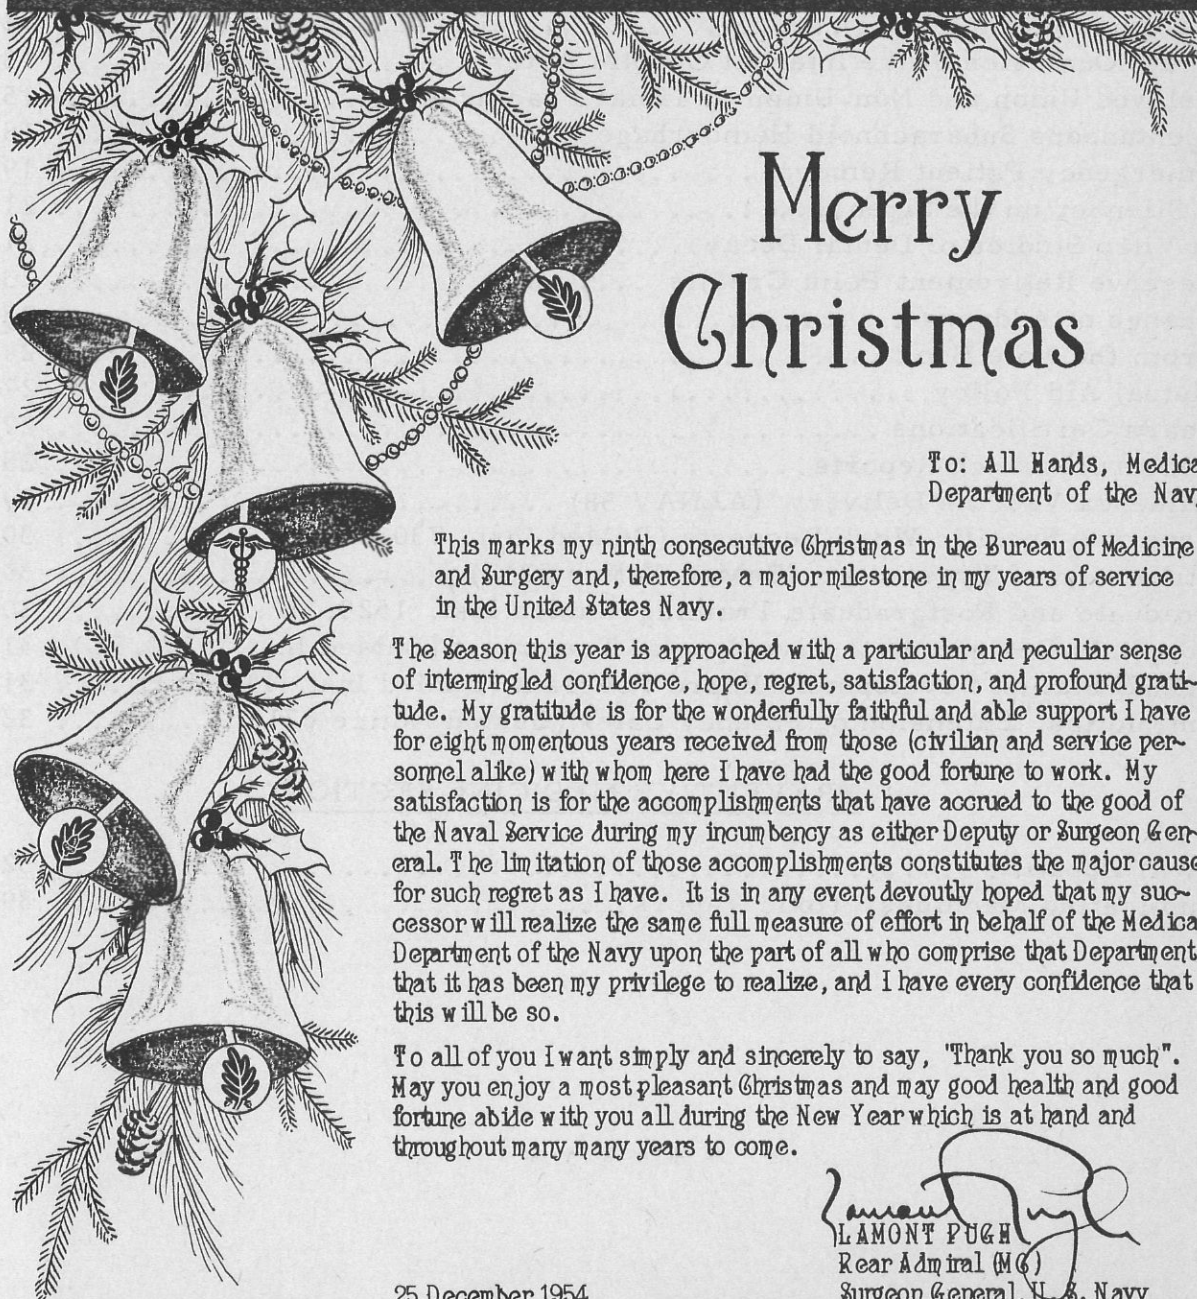 Merry
Christmas
To: All Hands, Medica
Department of the Nav
This marks my ninth consecutive Christmas in the Bureau of Medicine
and Surgery and, therefore, a major milestone in my years of service
in the United States Navy.
The Season this year is approached with a particular and peculiar sense
of intermingled confidence, hope, regret, satisfaction, and profound grati-
tude. My gratitude is for the wonderfully faithful and able support I have
for eight momentous years received from those (civilian and service per-
sonnel alike) with whom here I have had the good fortune to work. My
satisfaction is for the accomplishments that have accrued to the good of
the Naval Service during my incumbency as either Deputy or Surgeon Gen-
eral. The limitation of those accomplishments constitutes the major cause
for such regret as I have. It is in any event devoutly hoped that my suc-
cessor will realize the same full measure of effort in behalf of the Medica
Department of the Navy upon the part of all who comprise that Department
that it has been my privilege to realize, and I have every confidence that
this will be so.
To all of you I want simply and sincerely to say, "Thank you so much".
May you enjoy a most pleasant Christmas and may good health and good
fortune abide with you all during the New Year which is at hand and
throughout many many years to come.
Lamont Pugh
LAMONT PUGH
Rear Admiral (MC)
25 December 1954 Surgeon General, U. S. Navy